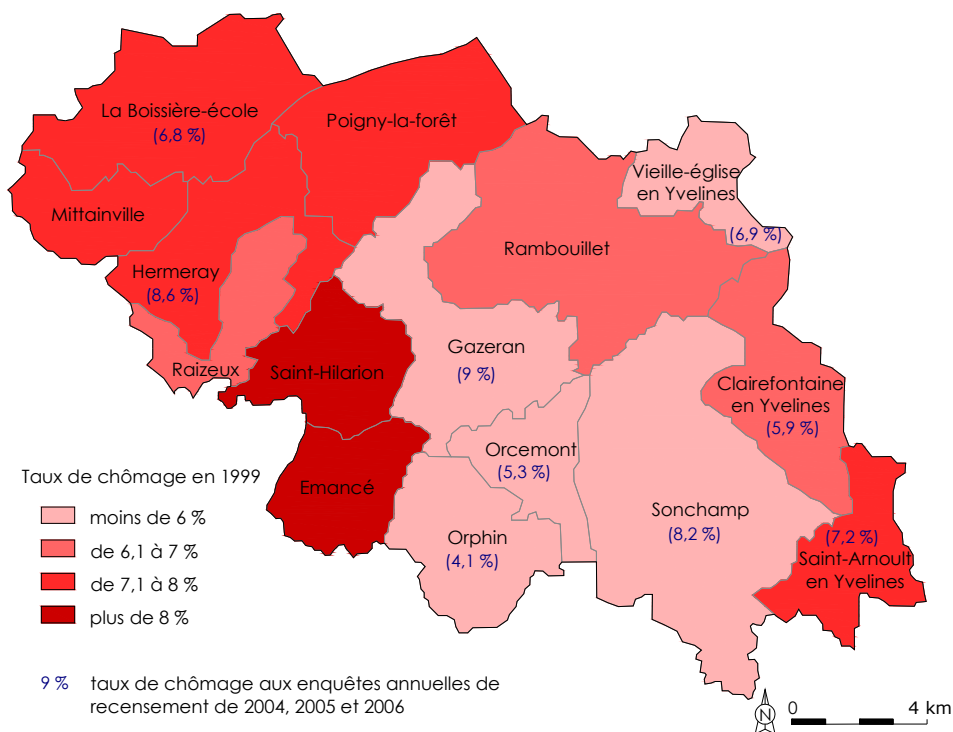 La Boissière-école
(6,8 %)
Poigny-la-forêt
Vieille-église
en Yvelines
(6,9 %)
Mittainville
Rambouillet
Hermeray
(8,6 %)
Gazeran
(9 %)
Raizeux
Saint-Hilarion
Clairefontaine
en Yvelines
(5,9 %)
Orcemont
(5,3 %)
Emancé
Sonchamp
(8,2 %)
Orphin
(4,1 %)
(7,2 %)
Saint-Arnoult
en Yvelines
Taux de chômage en 1999
moins de 6 %
de 6,1 à 7 %
de 7,1 à 8 %
plus de 8 %
9 % taux de chômage aux enquêtes annuelles de
recensement de 2004, 2005 et 2006
N
0 4 km